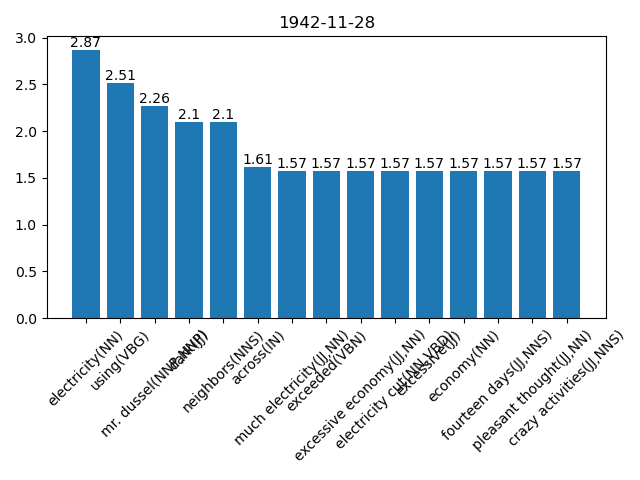 1942-11-28
3.0
2.5
2.0
1.5
1.0
0.5
0.0
2.87
2.51
2.26
2.1
2.1
1.61
1.57
1.57
1.57
1.57
1.57
1.57
1.57
1.57
1.57
electricity(NN)
using(VBG)
mr. dussel(NNP,NNP)
dark(JJ)
neighbors(NNS)
across(IN)
much electricity(JJ,NN)
exceeded(VBN)
excessive economy(JJ,NN)
electricity cut(NN,VBD)
excessive(JJ)
economy(NN)
fourteen days(JJ,NNS)
pleasant thought(JJ,NN)
crazy activities(JJ,NNS)